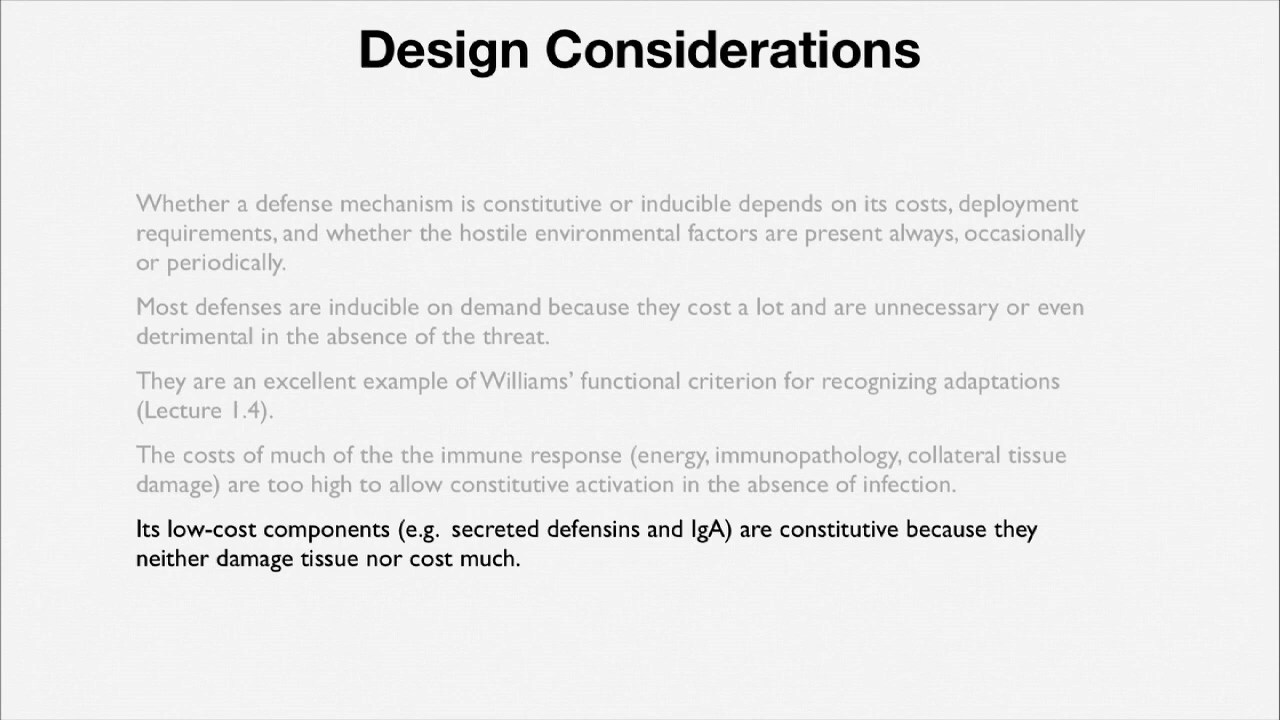 Design Considerations
Whether a defense mechanism is constitutive or inducible depends on its costs, deployment
requirements, and whether the hostile environmental factors are present always, occasionally
or periodically.
Most defenses are inducible on demand because they cost a lot and are unnecessary or even
detrimental in the absence of the threat.
They are an excellent example of Williams’ functional criterion for recognizing adaptations
(Lecture 1.4).
The costs of much of the the immune response (energy, immunopathology, collateral tissue
damage) are too high to allow constitutive activation in the absence of infection.
Its low-cost components (e.g. secreted defensins and IgA) are constitutive because they
neither damage tissue nor cost much.